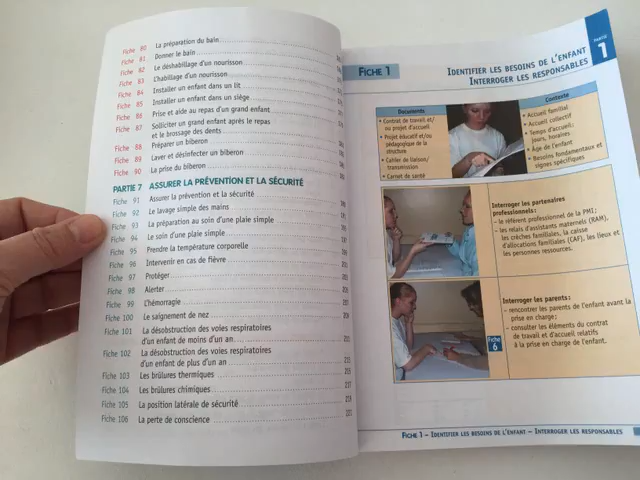 Fiche 80 La préparation du bain
Fiche 81 Donner le bain
Fiche 82 Le déshabillage d'un nourisson
Fiche 83 L'habillage d'un nourisson
Fiche 84 Installer un enfant dans un lit
Fiche 85 Installer un enfant dans un siège
Fiche 86 Prise et aide au repas d'un grand enfant
Fiche 87 Solliciter un grand enfant après le repas
et le brossage des dents
Fiche 88 Préparer un biberon
Fiche 89 Laver et désinfecter un biberon
Fiche 90 La prise du biberon
PARTIE 7 ASSURER LA PRÉVENTION ET LA SÉCURITÉ
Fiche 91 Assurer la prévention et la sécurité
Fiche 92 Le lavage simple des mains
Fiche 93 La préparation au soin d'une plaie simple
Fiche 94 Le soin d'une plaie simple
Fiche 95 Prendre la température corporelle
Fiche 96 Intervenir en cas de fièvre
Fiche 97 Protéger
Fiche 98 Alerter
Fiche 99 L'hémorragie
Fiche 100 Le saignement de nez
Fiche 101 La désobstruction des voies respiratoires
d'un enfant de moins d'un an 215
Fiche 102 La désobstruction des voies respiratoires
d'un enfant de plus d'un an 215
Fiche 103 Les brûlures thermiques 217
Fiche 104 Les brûlures chimiques 217
Fiche 105 La position latérale de sécurité 219
Fiche 106 La perte de conscience 221
PARTIE
1
FICHE 1
IDENTIFIER LES BESOINS DE L'ENFANT
INTERROGER LES RESPONSABLES
Documents
• Contrat de travail et/
ou projet d'accueil
• Projet éducatif et/ou
pédagogique de la
structure
• Cahier de liaison/
transmission
• Carnet de santé
Contexte
• Accueil familial
• Accueil collectif
• Temps d'accueil :
jours, horaires
• Âge de l'enfant
• Besoins fondamentaux et
signes spécifiques
Interroger les partenaires
professionnels :
– le référent professionnel de la PMI ;
– les relais d'assistants maternels (RAM),
les crèches familiales, la caisse
d'allocations familiales (CAF), les lieux et
les personnes ressources.
Interroger les parents :
– rencontrer les parents de l'enfant avant la
prise en charge ;
– consulter les éléments du contrat
de travail et d'accueil relatifs
à la prise en charge de l'enfant.
Fiche
6
FICHE 1 – IDENTIFIER LES BESOINS DE L'ENFANT – INTERROGER LES RESPONSABLES